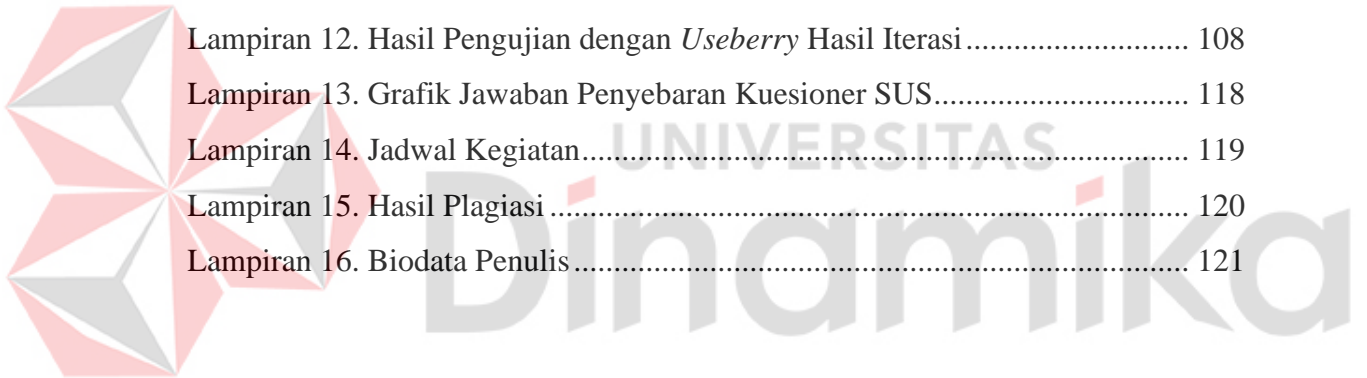 Lampiran 12. Hasil Pengujian dengan Useberry Hasil Iterasi............................ 108
Lampiran 13. Grafik Jawaban Penyebaran Kuesioner SUS................................ 118
Lampiran 14. Jadwal Kegiatan............................................................................ 119
Lampiran 15. Hasil Plagiasi................................................................................ 120
Lampiran 16. Biodata Penulis............................................................................. 121
UNIVERSITAS
Dinamika